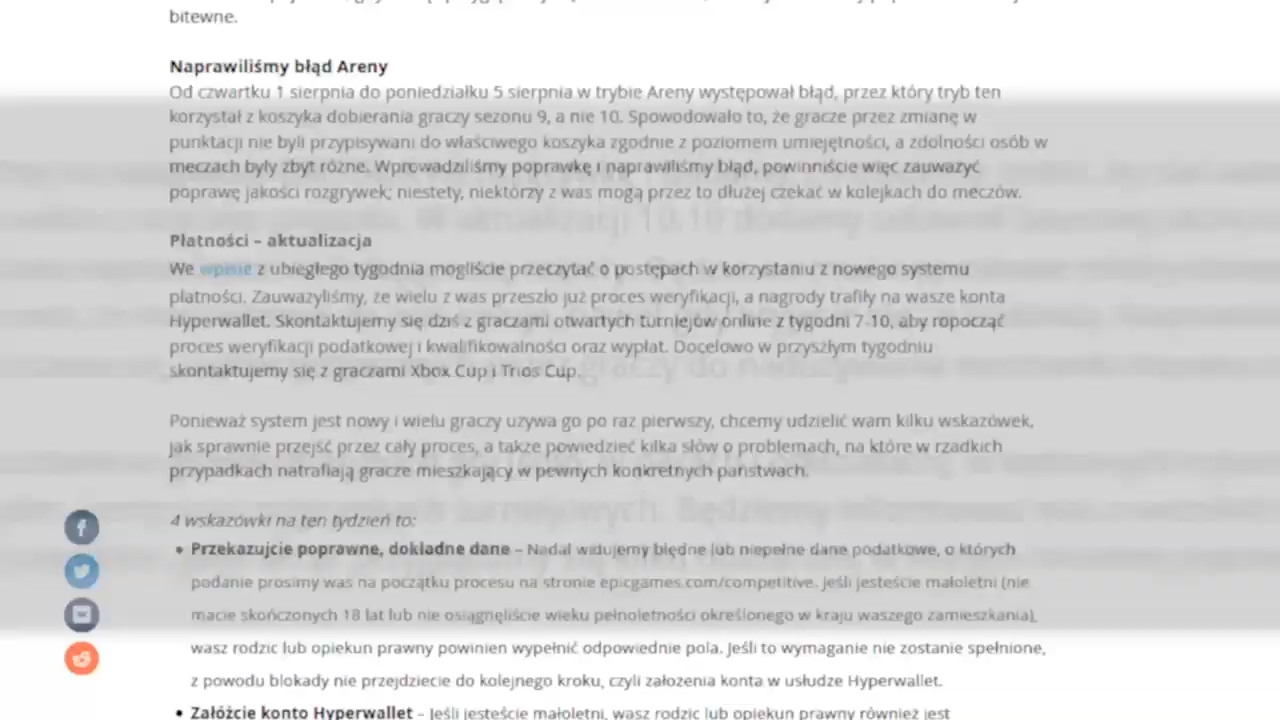 bitewne.
Naprawiliśmy błąd Areny
Od czwartku 1 sierpnia do poniedziałku 5 sierpnia w trybie Areny występował błąd, przez który tryb ten
korzystał z koszyka dobierania graczy sezonu 9, a nie 10. Spowodowało to, że gracze przez zmianę w
punktacji nie byli przypisywani do właściwego koszyka zgodnie z poziomem umiejętności, a zdolności osób w
meczach były zbyt różne. Wprowadziliśmy poprawkę i naprawiliśmy błąd, powinniście więc zauważyć
poprawę jakości rozgrywek; niestety, niektórzy z was mogą przez to dłużej czekać w kolejkach do meczów.
Płatności – aktualizacja
We wpisie z ubiegłego tygodnia mogliście przeczytać o postępach w korzystaniu z nowego systemu
płatności. Zauważyliśmy, że wielu z was przeszło już proces weryfikacji, a nagrody trafiły na wasze konta
Hyperwallet. Skontaktujemy się dziś z graczami otwartych turniejów online z tygodni 7-10, aby ropocząć
proces weryfikacji podatkowej i kwalifikowalności oraz wypłat. Docelowo w przyszłym tygodniu
skontaktujemy się z graczami Xbox Cup i Trios Cup.
Ponieważ system jest nowy i wielu graczy używa go po raz pierwszy, chcemy udzielić wam kilku wskazówek,
jak sprawnie przejść przez cały proces, a także powiedzieć kilka słów o problemach, na które w rzadkich
przypadkach natrafiają gracze mieszkający w pewnych konkretnych państwach.
4 wskazówki na ten tydzień to:
• Przekazujcie poprawne, dokładne dane – Nadal widujemy błędne lub niepełne dane podatkowe, o których
podanie prosimy was na początku procesu na stronie epicgames.com/competitive. Jeśli jesteście małoletni (nie
macie skończonych 18 lat lub nie osiągnęliście wieku pełnoletności określonego w kraju waszego zamieszkania),
wasz rodzic lub opiekun prawny powinien wypełnić odpowiednie pola. Jeśli to wymaganie nie zostanie spełnione,
z powodu blokady nie przejdziecie do kolejnego kroku, czyli założenia konta w usłudze Hyperwallet.
• Załóżcie konto Hyperwallet – Jeśli jesteście małoletni, wasz rodzic lub opiekun prawny również jest